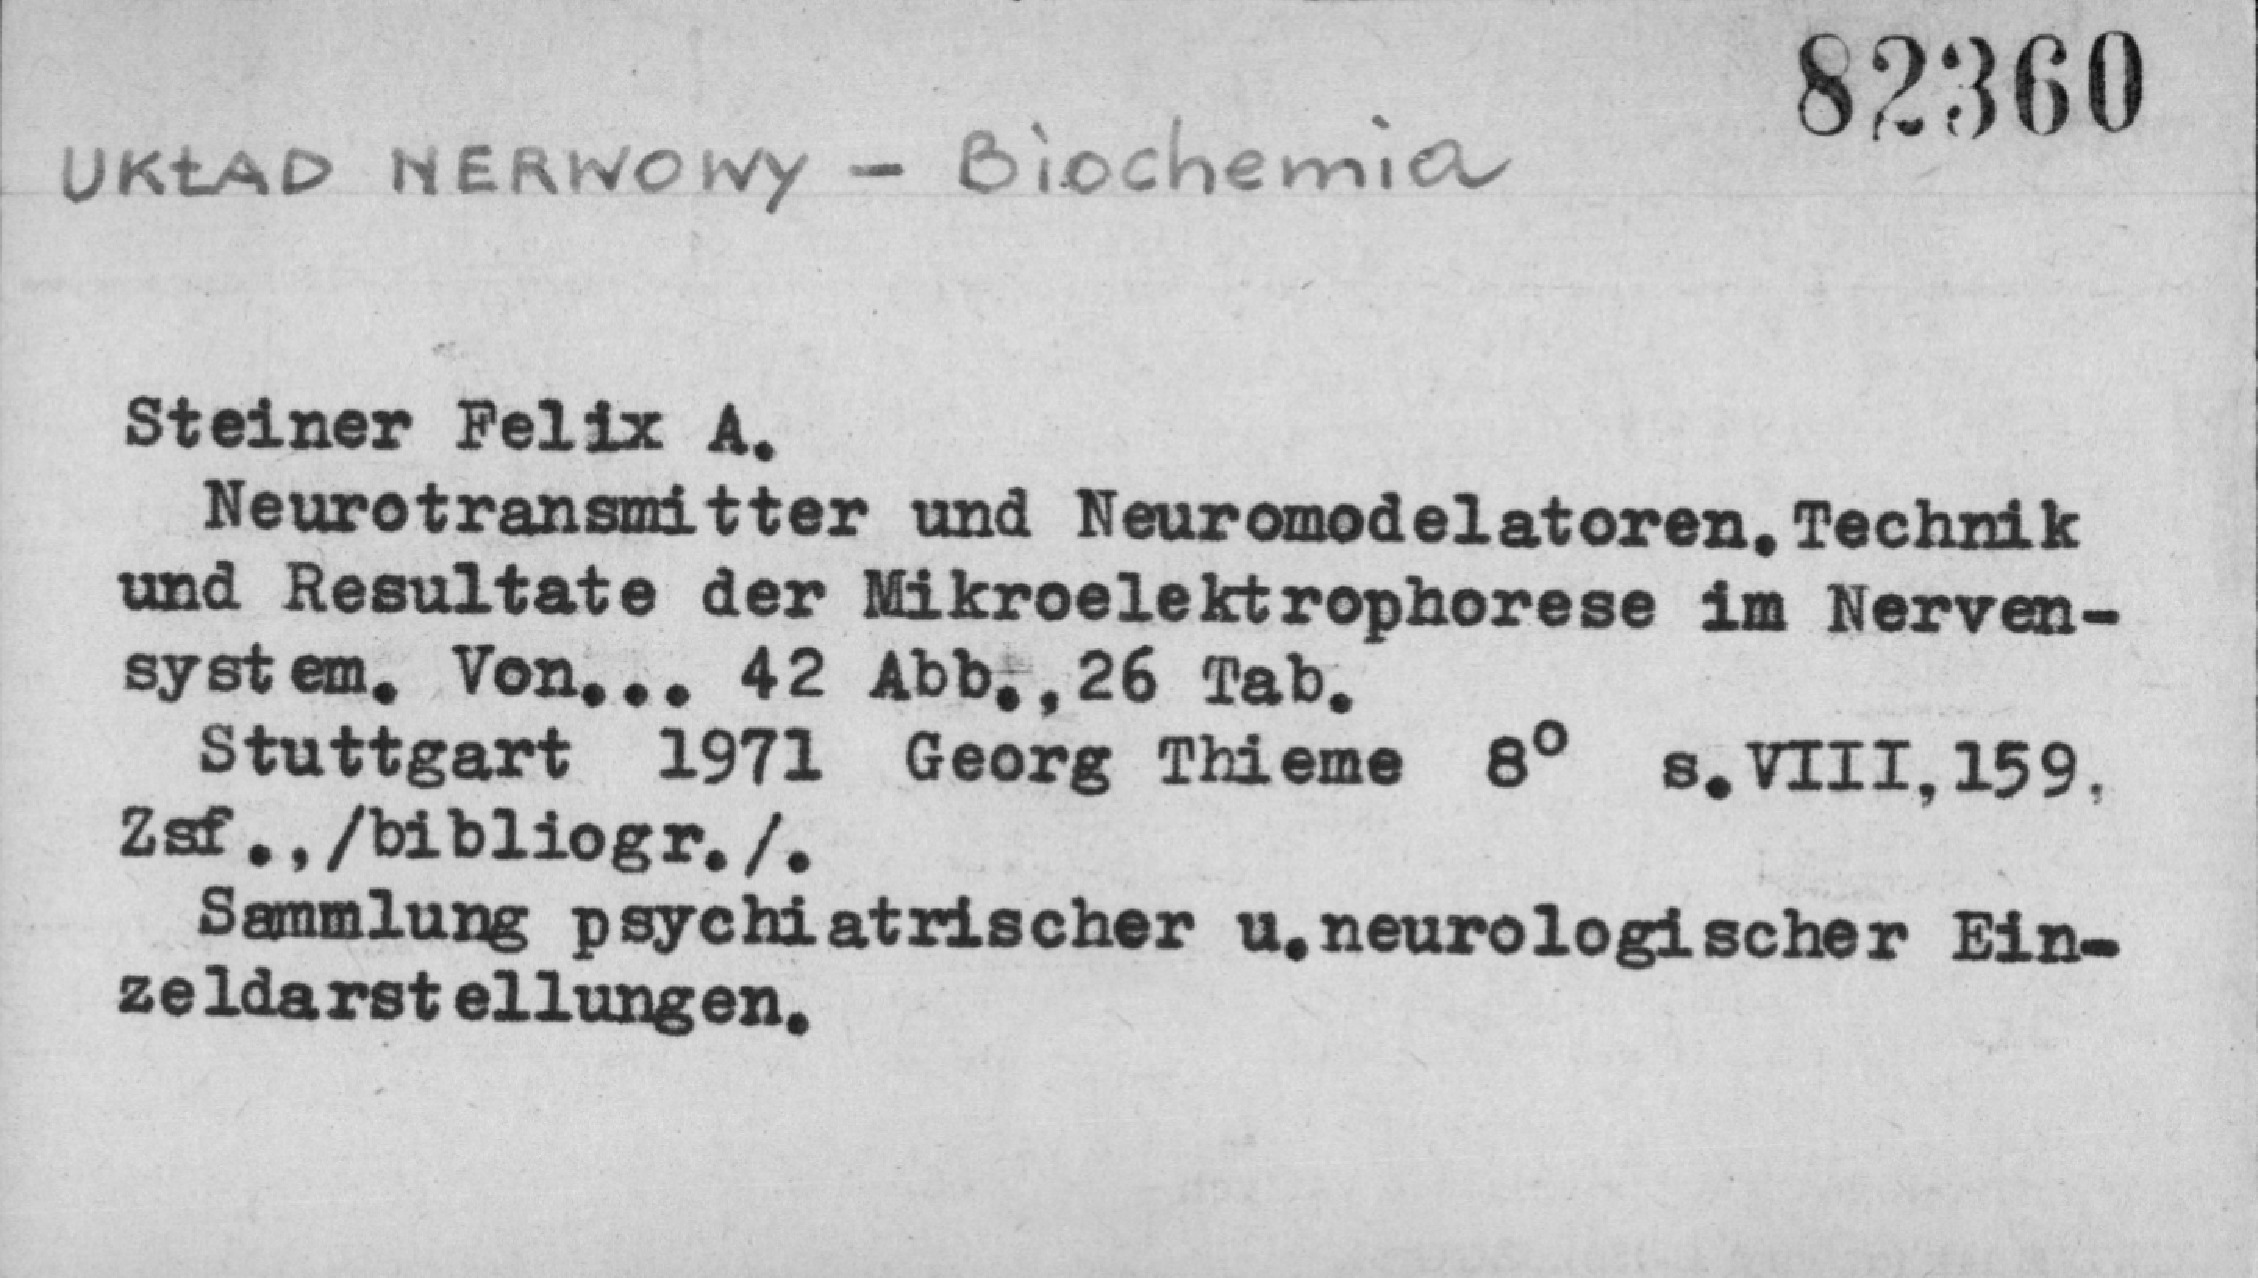 82360
UKŁAD NERWOWY - Biochemia
Steiner Felix A.
Neurotransmitter und Neuromodelatoren.Technik
und Resultate der Mikroelektrophorese im Nerven-
system. Von... 42 Abb.,26 Tab.
Stuttgart 1971 Georg Thieme 8° s.VIII,159,
Zsf.,/bibliogr./.
Sammlung psychiatrischer u.neurologischer Ein-
zeldarstellungen.